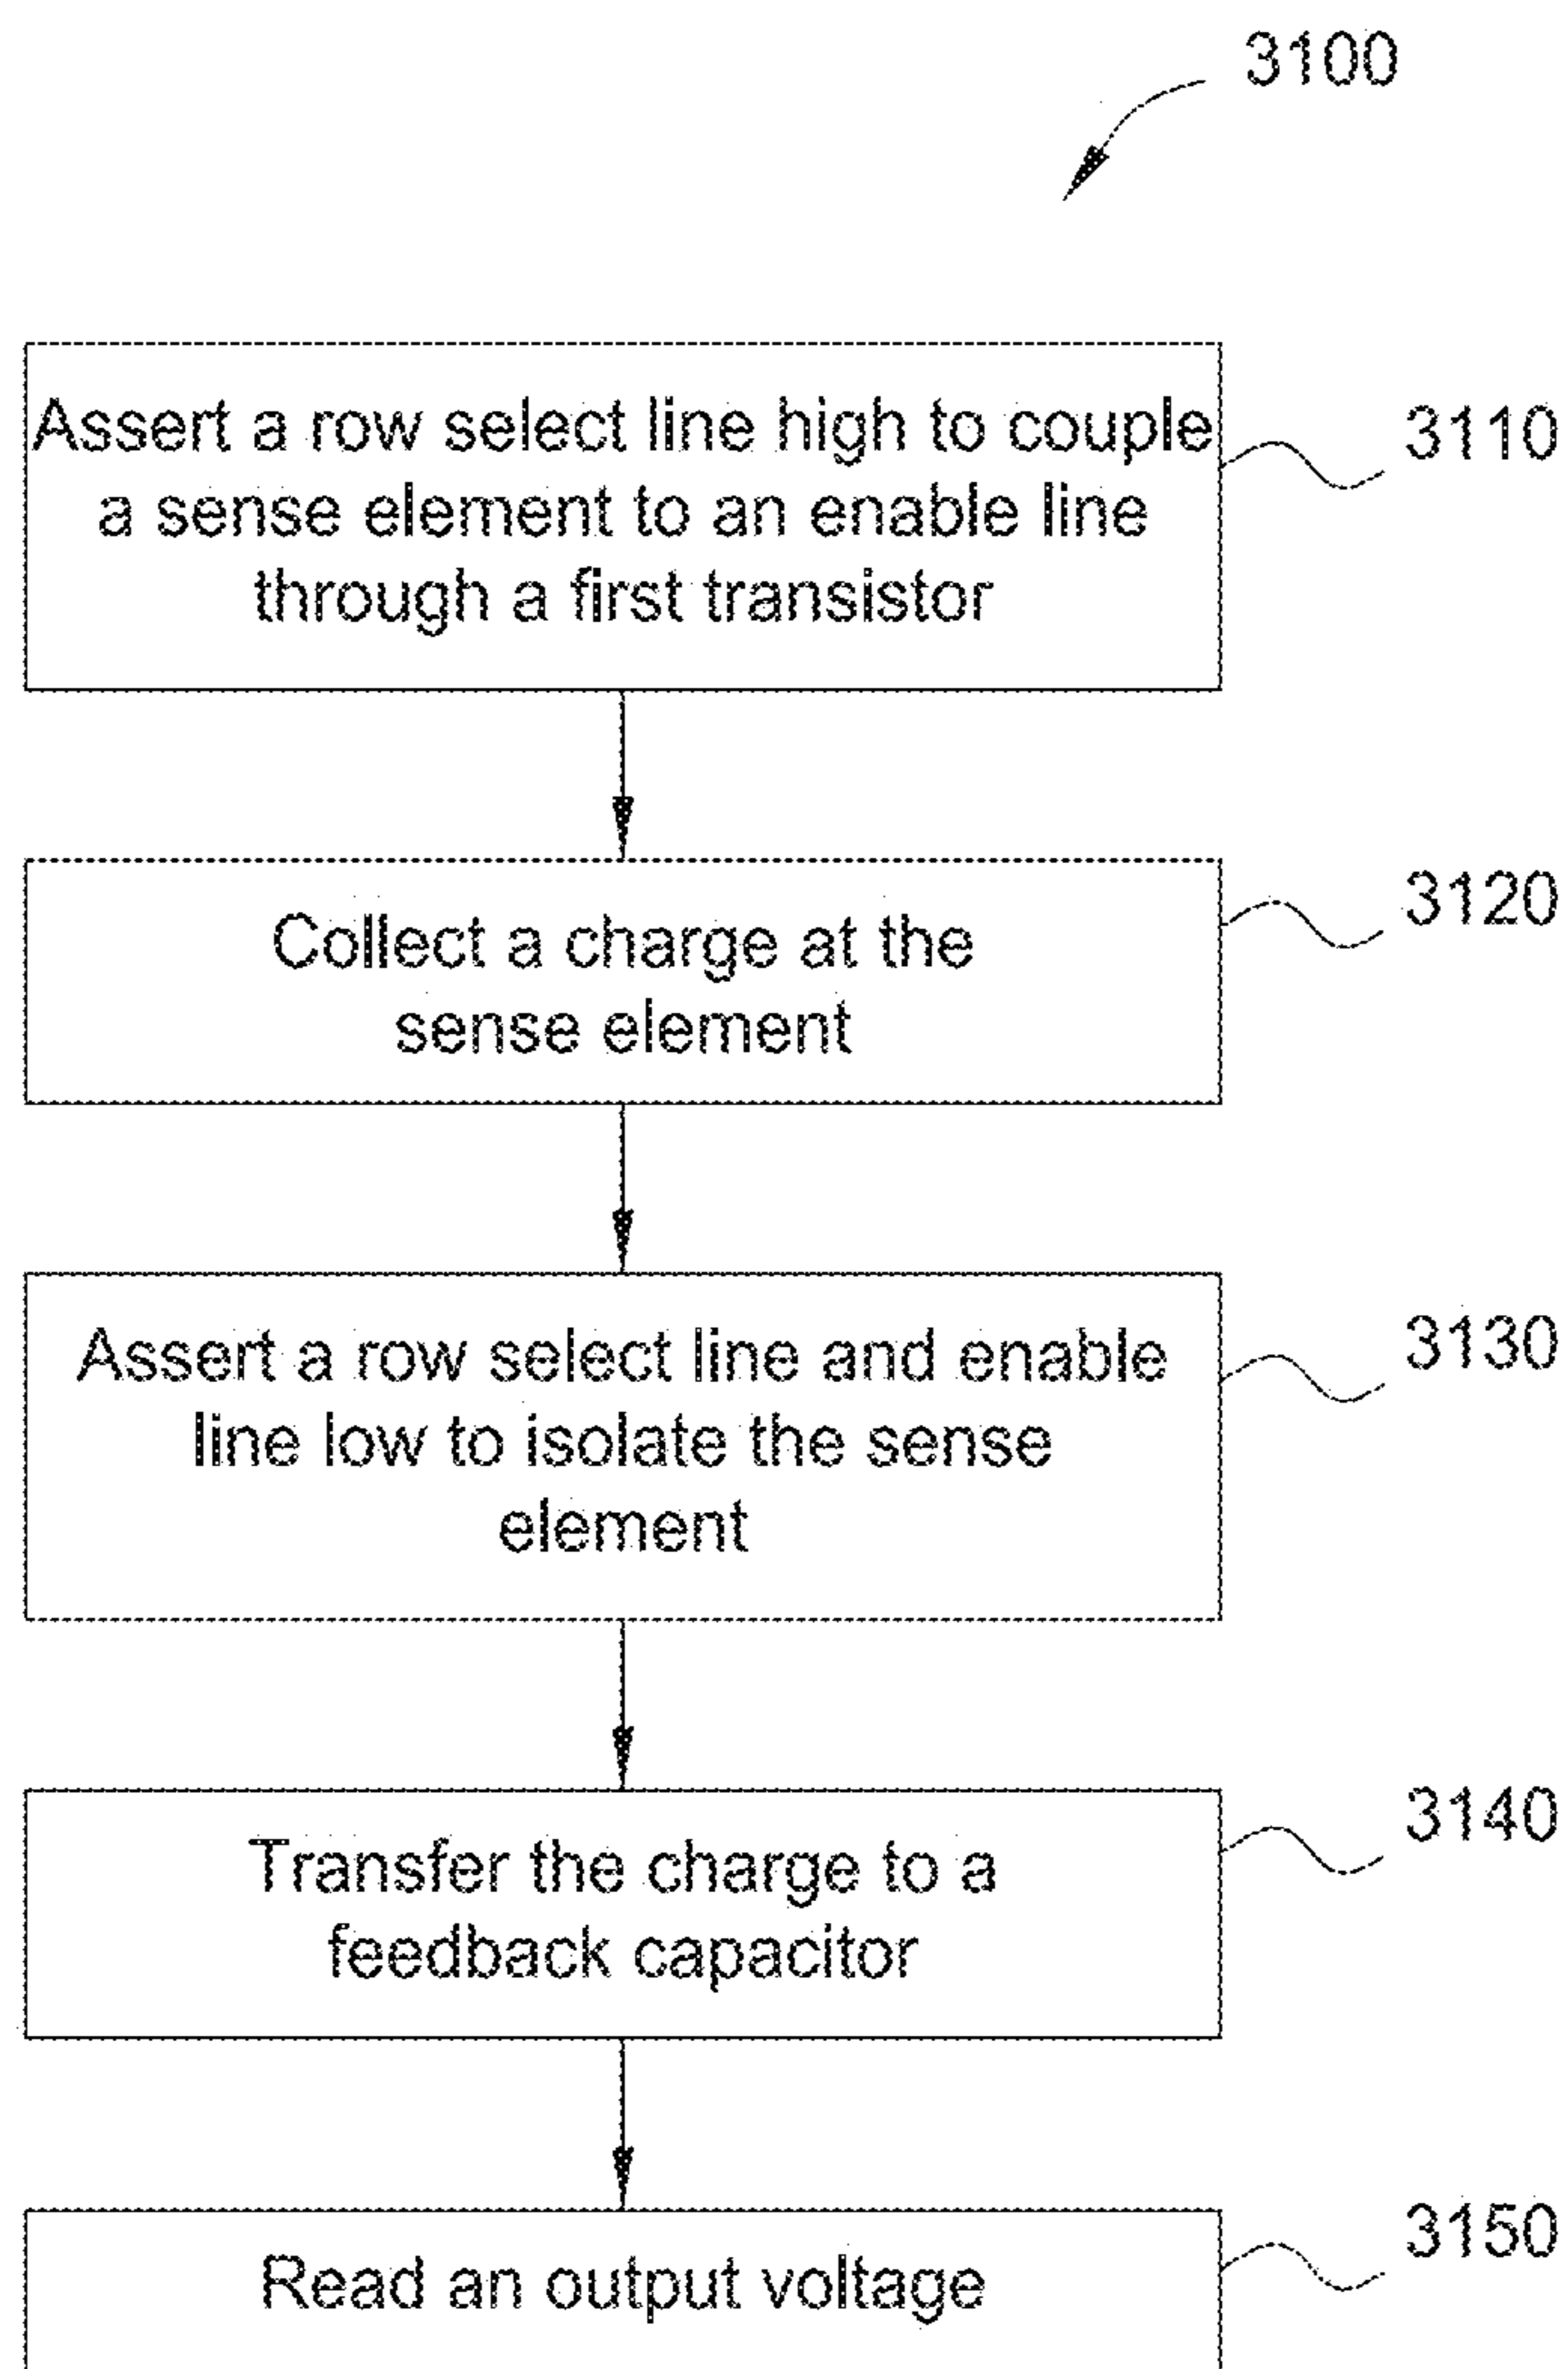 3100
Assert a row select line high to couple
a sense element to an enable line
through a first transistor
3110
Collect a charge at the
sense element
3120
Assert a row select line and enable
line low to isolate the sense
element
3130
Transfer the charge to a
feedback capacitor
3140
Read an output voltage
3150